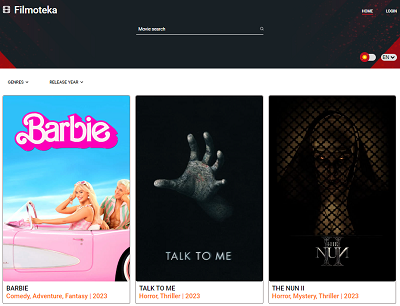 Filmoteka
HOME
LOGIN
Movie search
EN
GENRES
RELEASE YEAR
Barbie
TALK TO ME
THE
NUN
II
BARBIE
Comedy, Adventure, Fantasy | 2023
TALK TO ME
Horror, Thriller | 2023
THE NUN II
Horror, Mystery, Thriller | 2023